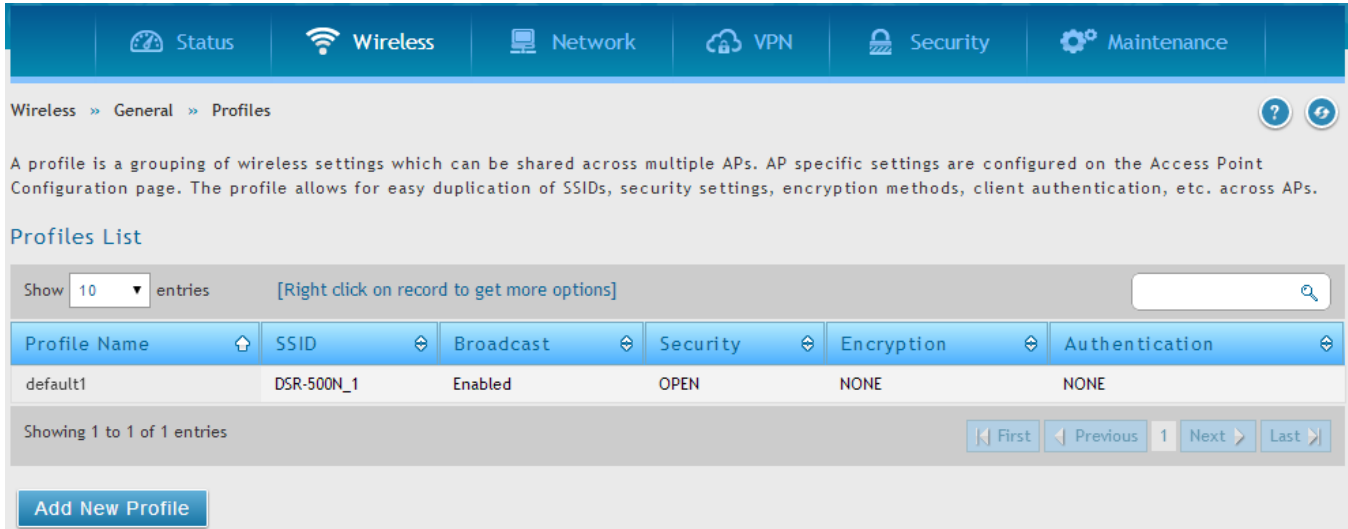 Status Wireless Network VPN Security Maintenance
Wireless » General » Profiles ?
A profile is a grouping of wireless settings which can be shared across multiple APs. AP specific settings are configured on the Access Point
Configuration page. The profile allows for easy duplication of SSIDs, security settings, encryption methods, client authentication, etc. across APs.
Profiles List
Show 10 entries [Right click on record to get more options]
Profile Name SSID Broadcast Security Encryption Authentication
default1 DSR-500N_1 Enabled OPEN NONE NONE
Showing 1 to 1 of 1 entries First Previous 1 Next Last
Add New Profile